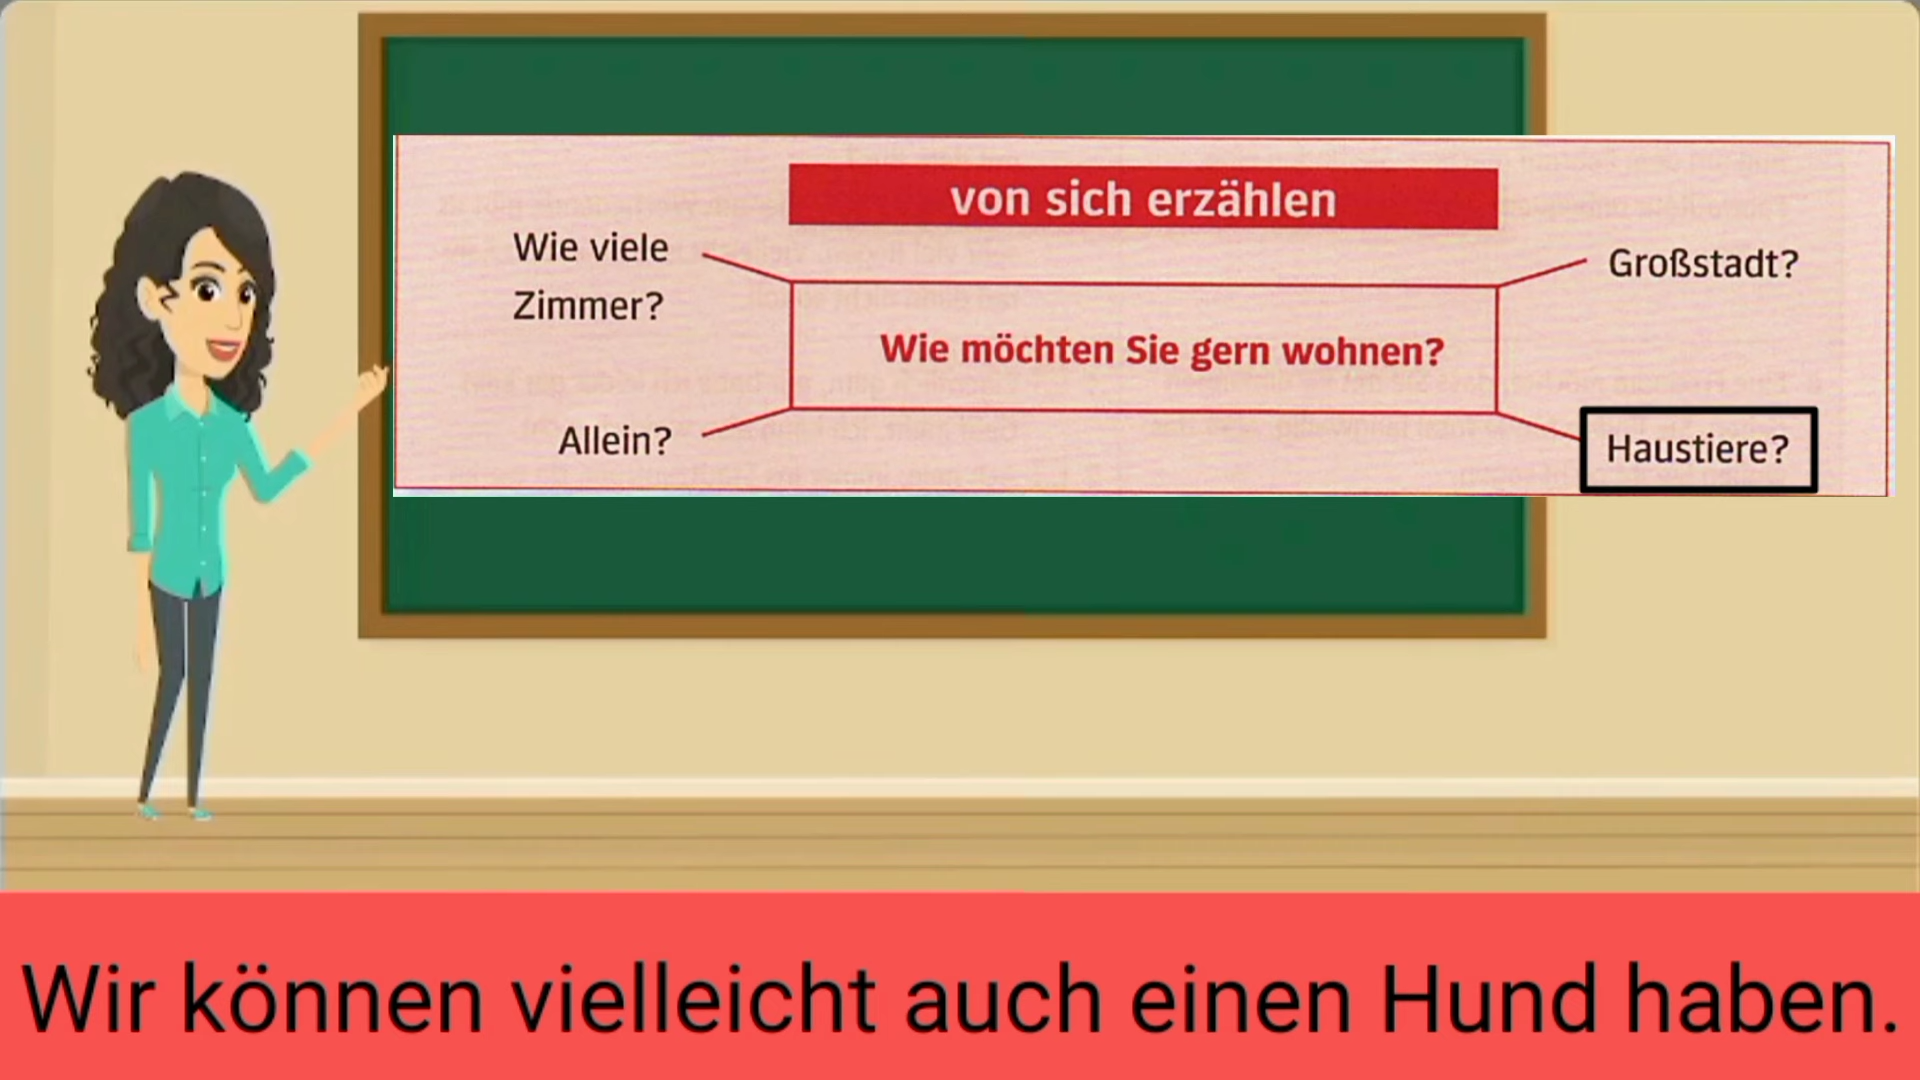 von sich erzählen
Wie viele
Zimmer?
Großstadt?
Wie möchten Sie gern wohnen?
Allein?
Haustiere?
Wir können vielleicht auch einen Hund haben.